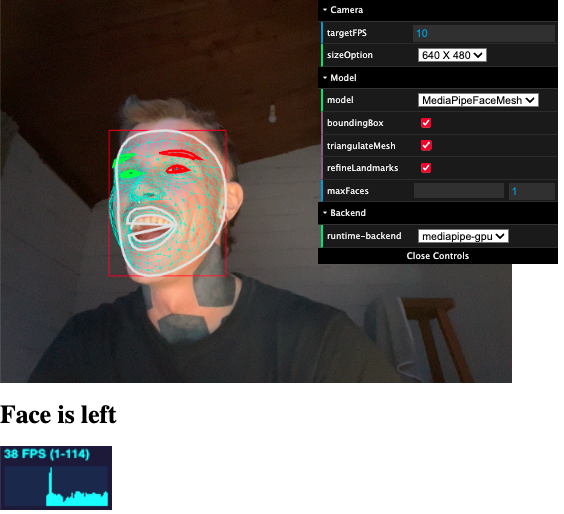 Camera
targetFPS 10
sizeOption 640 X 480
Model
model MediaPipeFaceMesh
boundingBox
triangulateMesh
refineLandmarks
maxFaces 1
Backend
runtime-backend mediapipe-gpu
Close Controls
Face is left
38 FPS (1-114)